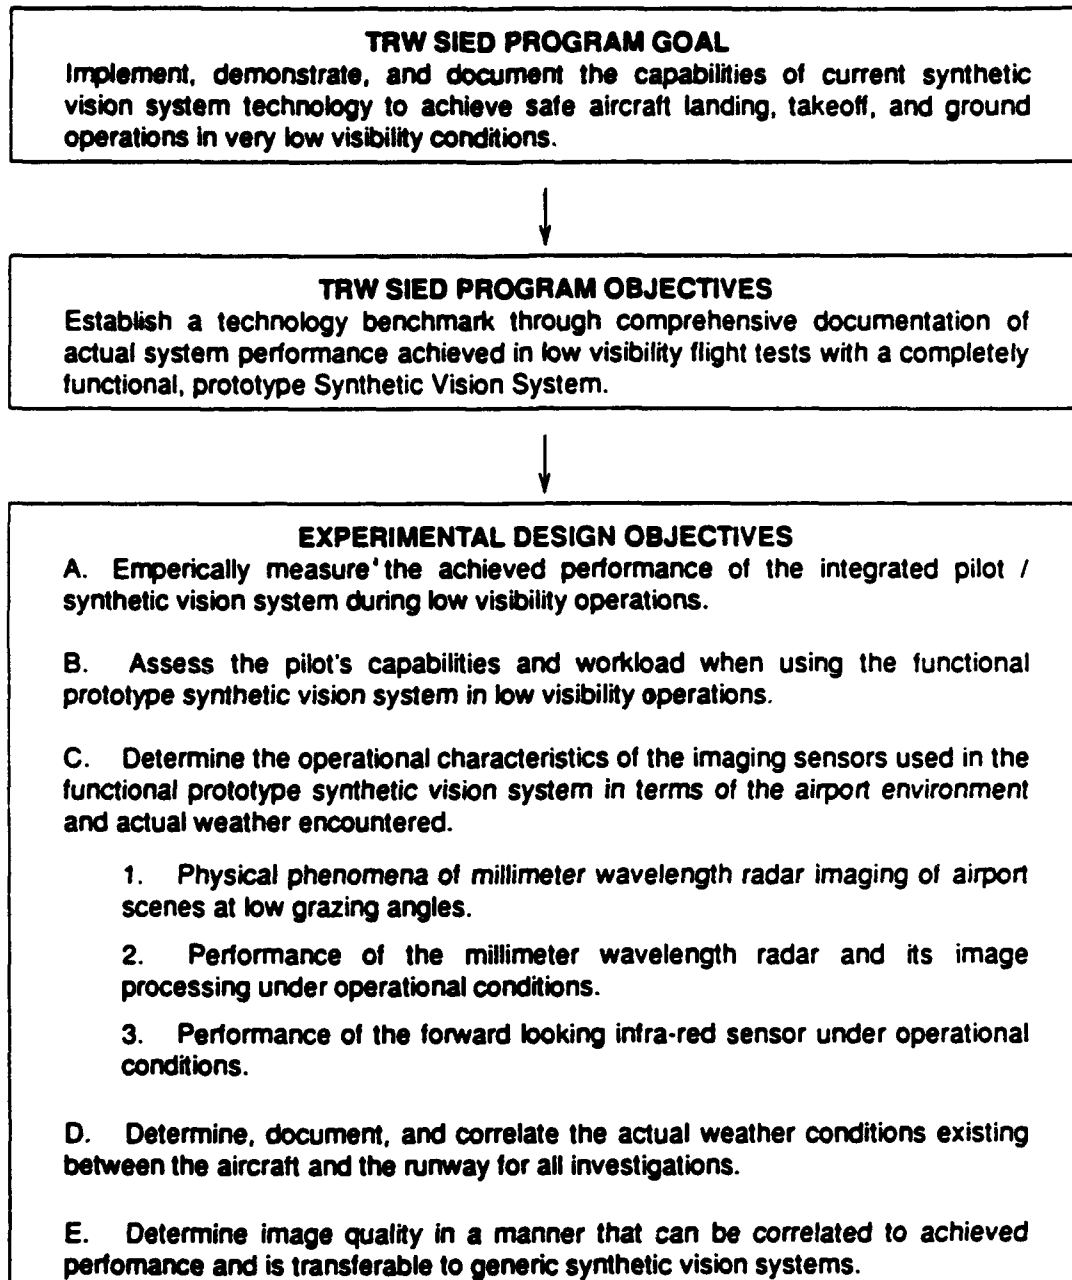 TRW SIED PROGRAM GOAL
Implement, demonstrate, and document the capabilities of current synthetic
vision system technology to achieve safe aircraft landing, takeoff, and ground
operations in very low visibility conditions.
TRW SIED PROGRAM OBJECTIVES
Establish a technology benchmark through comprehensive documentation of
actual system performance achieved in low visibility flight tests with a completely
functional, prototype Synthetic Vision System.
EXPERIMENTAL DESIGN OBJECTIVES
A. Emperically measure the achieved performance of the integrated pilot /
synthetic vision system during low visibility operations.
B. Assess the pilot's capabilities and workload when using the functional
prototype synthetic vision system in low visibility operations.
C. Determine the operational characteristics of the imaging sensors used in the
functional prototype synthetic vision system in terms of the airport environment
and actual weather encountered.
1. Physical phenomena of millimeter wavelength radar imaging of airport
scenes at low grazing angles.
2. Performance of the millimeter wavelength radar and its image
processing under operational conditions.
3. Performance of the forward looking infra-red sensor under operational
conditions.
D. Determine, document, and correlate the actual weather conditions existing
between the aircraft and the runway for all investigations.
E. Determine image quality in a manner that can be correlated to achieved
perfomance and is transferable to generic synthetic vision systems.